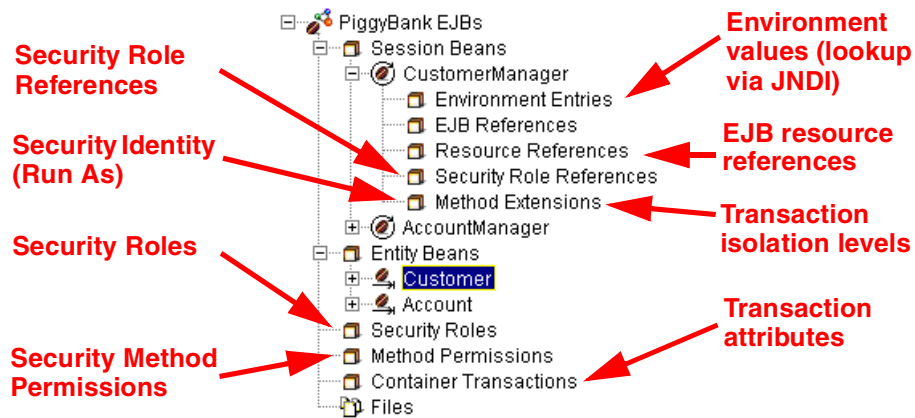 PiggyBank EJBs
Session Beans
CustomerManager
Environment Entries
EJB References
Resource References
Security Role References
Method Extensions
AccountManager
Entity Beans
Customer
Account
Security Roles
Method Permissions
Container Transactions
Files
Security Role
References
Security Identity
(Run As)
Security Roles
Security Method
Permissions
Environment
values (lookup
via JNDI)
EJB resource
references
Transaction
isolation levels
Transaction
attributes